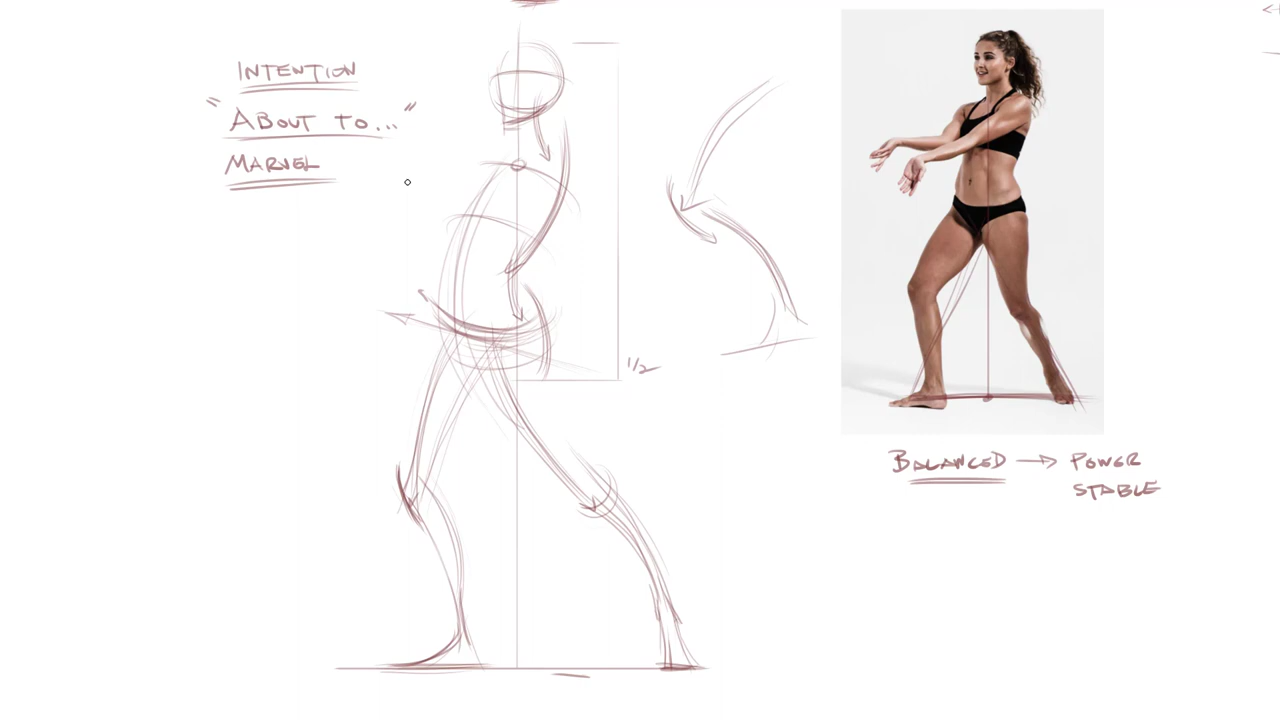 INTENTION
"ABOUT TO..."
MARVEL
1/2
BALANCED → POWER
STABLE